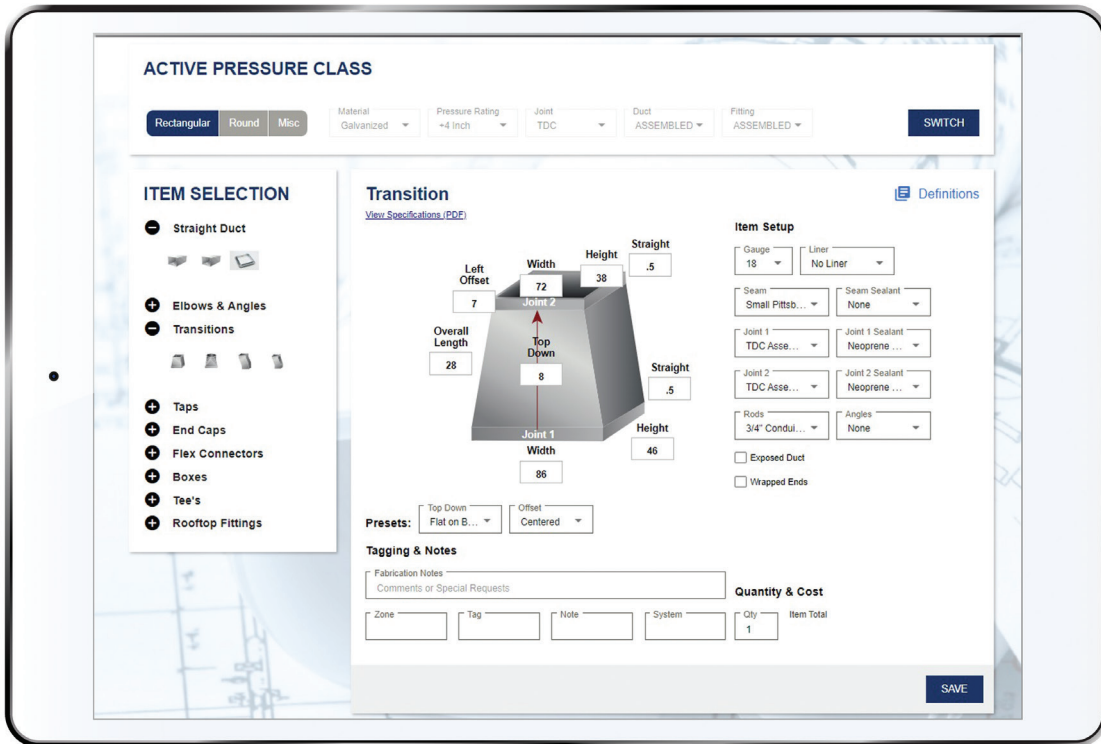 ACTIVE PRESSURE CLASS
Rectangular Round Misc
Material
Galvanized
Pressure Rating
+4 Inch
Joint
TDC
Duct
ASSEMBLED
Fitting
ASSEMBLED
SWITCH
ITEM SELECTION
Straight Duct
Elbows & Angles
Transitions
Taps
End Caps
Flex Connectors
Boxes
Tee's
Rooftop Fittings
Transition
View Specifications (PDF)
Definitions
Straight
.5
Height
38
Width
72
Left
Offset
7
Joint 2
Overall
Length
28
Top
Down
8
Straight
.5
Joint 1
Height
46
Width
86
Presets:
Top Down
Flat on B...
Offset
Centered
Item Setup
Gauge
18
Liner
No Liner
Seam
Small Pittsb...
Seam Sealant
None
Joint 1
TDC Asse...
Joint 1 Sealant
Neoprene ...
Joint 2
TDC Asse...
Joint 2 Sealant
Neoprene ...
Rods
3/4" Condui...
Angles
None
Exposed Duct
Wrapped Ends
Tagging & Notes
Fabrication Notes
Comments or Special Requests
Zone
Tag
Note
System
Quantity & Cost
Qty
1
Item Total
SAVE